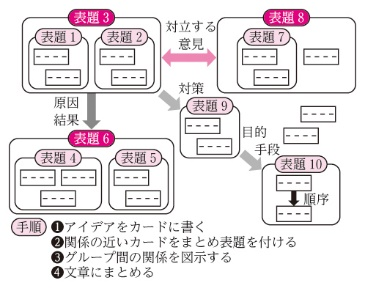 表題3
表題8
表題1
表題2
対立する
意見
表題7
原因
結果
対策
表題9
目的
手段
表題6
表題4
表題5
表題10
順序
手順
❶アイデアをカードに書く
❷関係の近いカードをまとめ表題を付ける
❸グループ間の関係を図示する
❹文章にまとめる